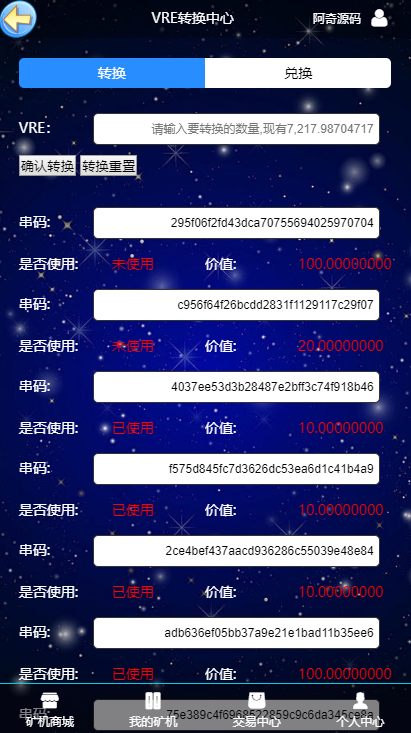 VRE转换中心 阿奇源码
转换 兑换
VRE: 请输入要转换的数量,现有7,217.98704717
确认转换 转换重置
串码: 295f06f2fd43dca70755694025970704
是否使用: 未使用 价值: 100.00000000
串码: c956f64f26bcdd2831f1129117c29f07
是否使用: 未使用 价值: 20.00000000
串码: 4037ee53d3b28487e2bff3c74f918b46
是否使用: 已使用 价值: 10.00000000
串码: f575d845fc7d3626dc53ea6d1c41b4a9
是否使用: 已使用 价值: 10.00000000
串码: 2ce4bef437aacd936286c55039e48e84
是否使用: 已使用 价值: 10.00000000
串码: adb636ef05bb37a9e21e1bad11b35ee6
是否使用: 已使用 价值: 100.00000000
串码:
矿机商城 我的矿机 交易中心 个人中心